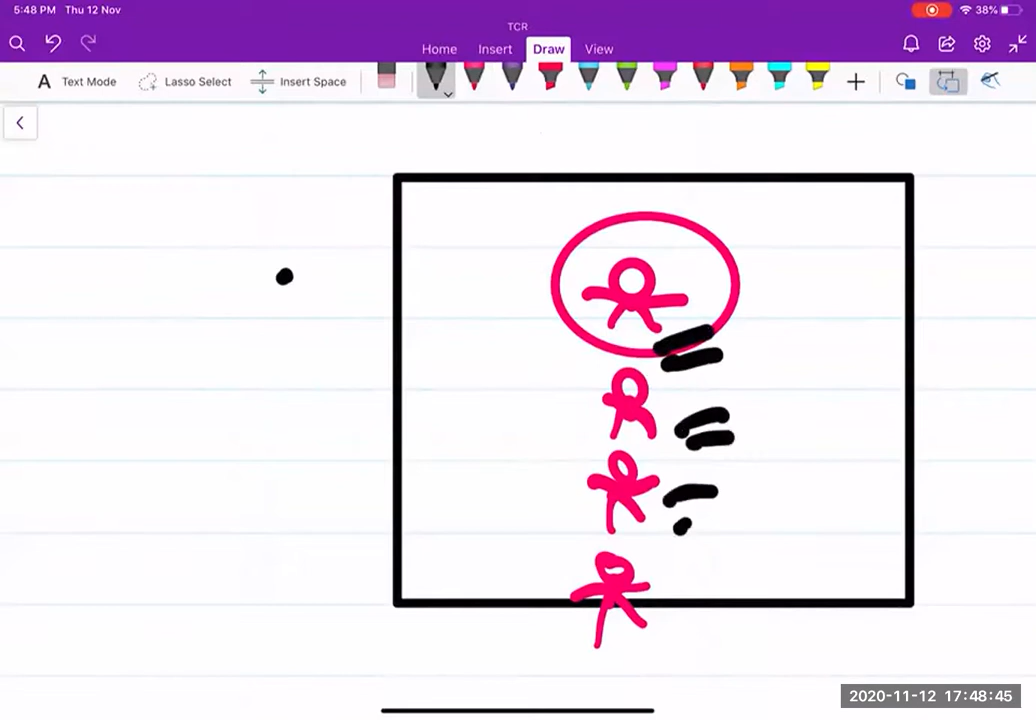 5:48 PM Thu 12 Nov
38%
TCR
Home Insert Draw View
A Text Mode Lasso Select Insert Space
2020-11-12 17:48:45